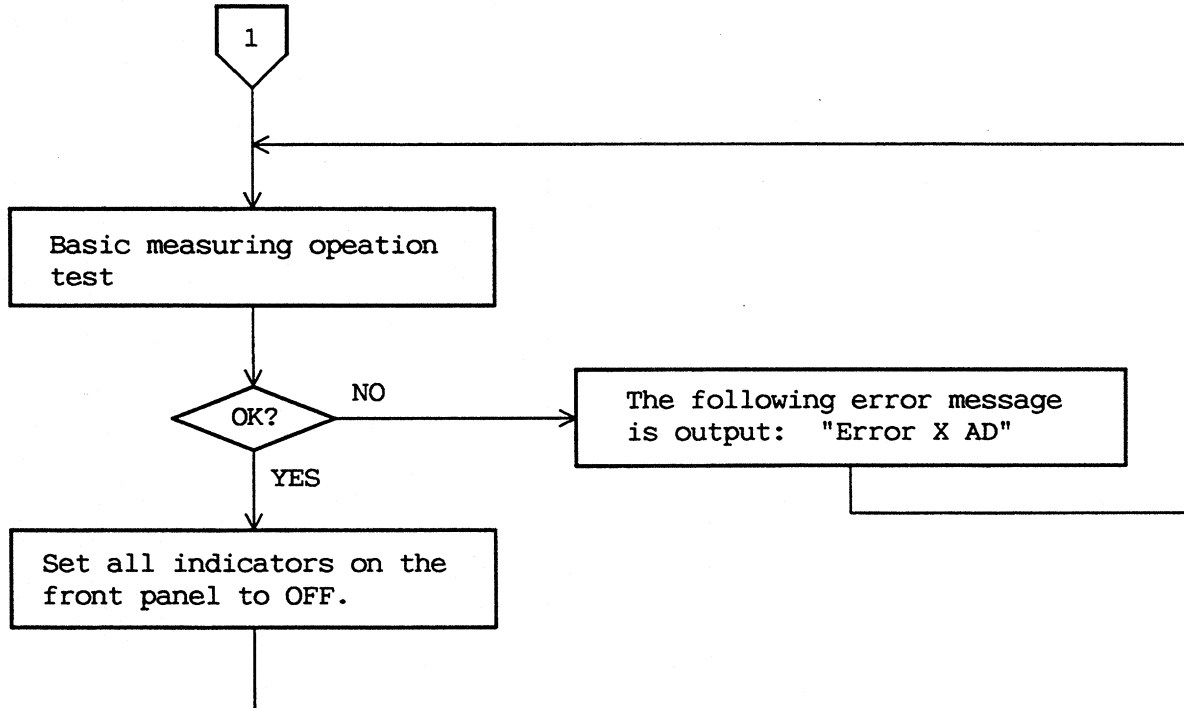 1
Basic measuring opeation
test
OK?
NO
The following error message
is output: "Error X AD"
YES
Set all indicators on the
front panel to OFF.